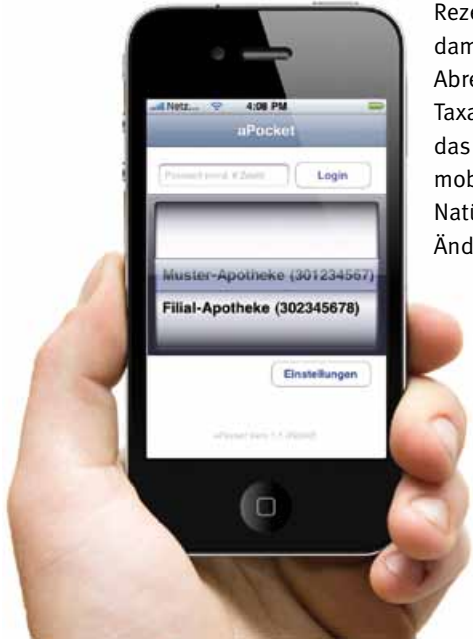 Netz... 4:08 PM
aPocket
Login
Muster-Apotheke (301234567)
Filial-Apotheke (302345678)
Einstellungen
Reze
dam
Abre
Taxa
das
mob
Natü
Änd